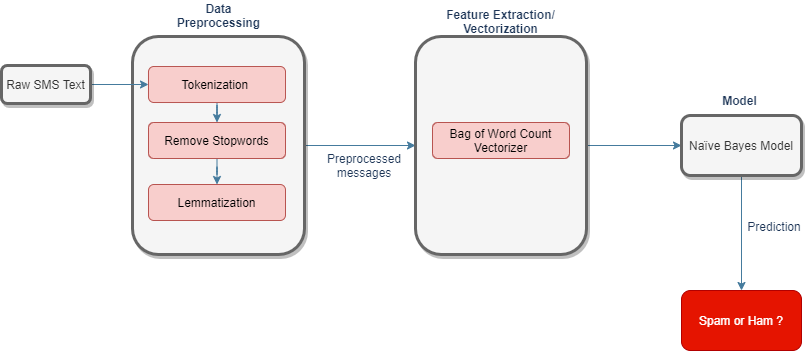 Data
Preprocessing
Feature Extraction/
Vectorization
Raw SMS Text
Tokenization
Remove Stopwords
Lemmatization
Preprocessed
messages
Bag of Word Count
Vectorizer
Model
Naïve Bayes Model
Prediction
Spam or Ham ?